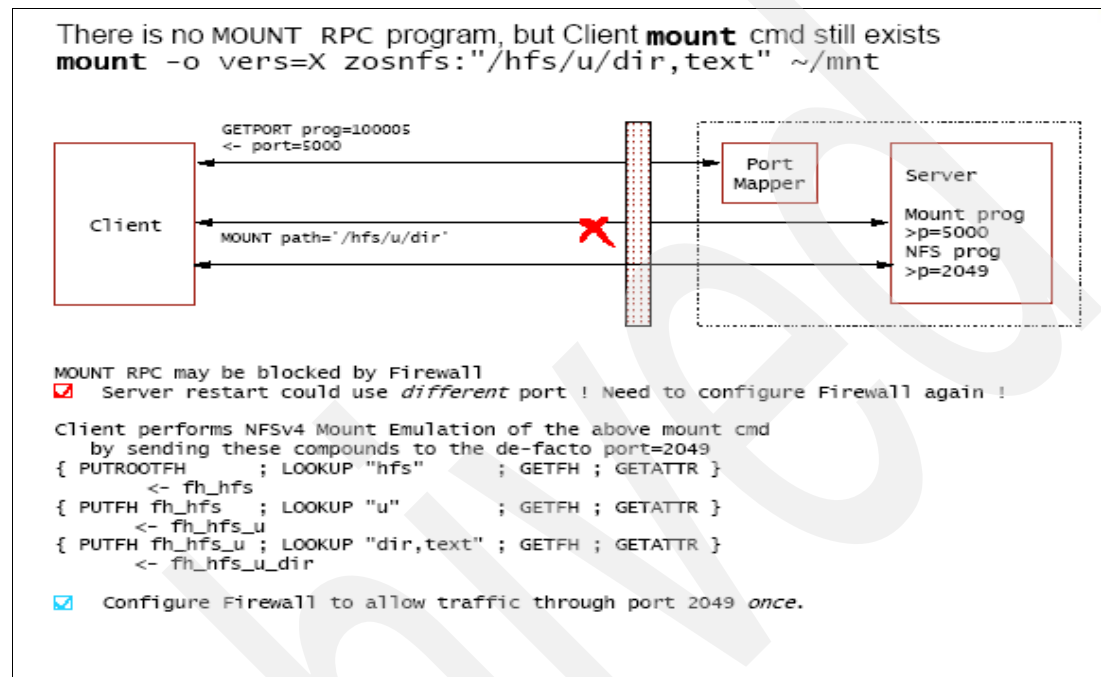 There is no MOUNT RPC program, but Client mount cmd still exists
mount -o vers=X zosnfs:"/hfs/u/dir,text" ~/mnt
GETPORT prog=100005
<- port=5000
Port
Mapper
Server
Client
Mount prog
>p=5000
NFS prog
>p=2049
MOUNT path='/hfs/u/dir'
MOUNT RPC may be blocked by Firewall
Server restart could use different port ! Need to configure Firewall again !
Client performs NFSv4 Mount Emulation of the above mount cmd
by sending these compounds to the de-facto port=2049
{ PUTROOTFH ; LOOKUP "hfs" ; GETFH ; GETATTR }
<- fh_hfs
{ PUTFH fh_hfs ; LOOKUP "u" ; GETFH ; GETATTR }
<- fh_hfs_u
{ PUTFH fh_hfs_u ; LOOKUP "dir,text" ; GETFH ; GETATTR }
<- fh_hfs_u_dir
Configure Firewall to allow traffic through port 2049 once.